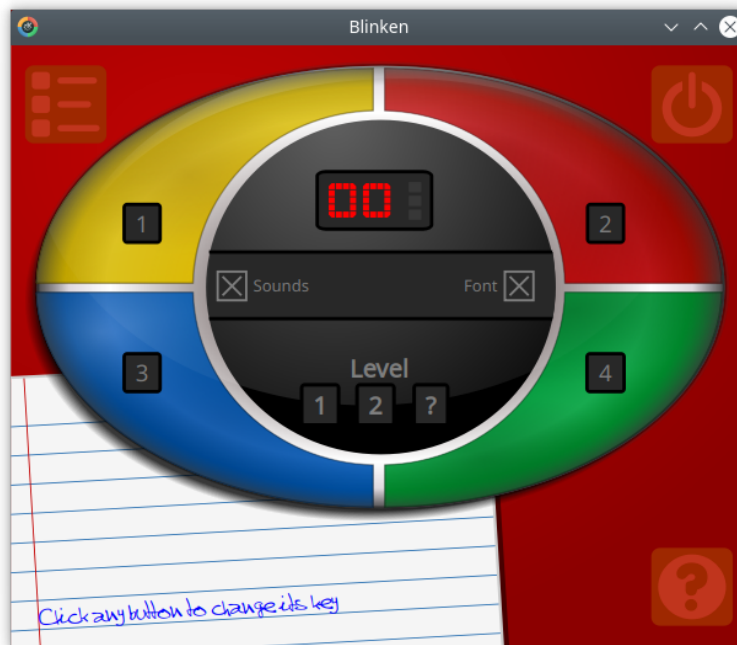 Blinken
1
2
00
Sounds
Font
3
4
Level
1 2 ?
?
Click any button to change its key